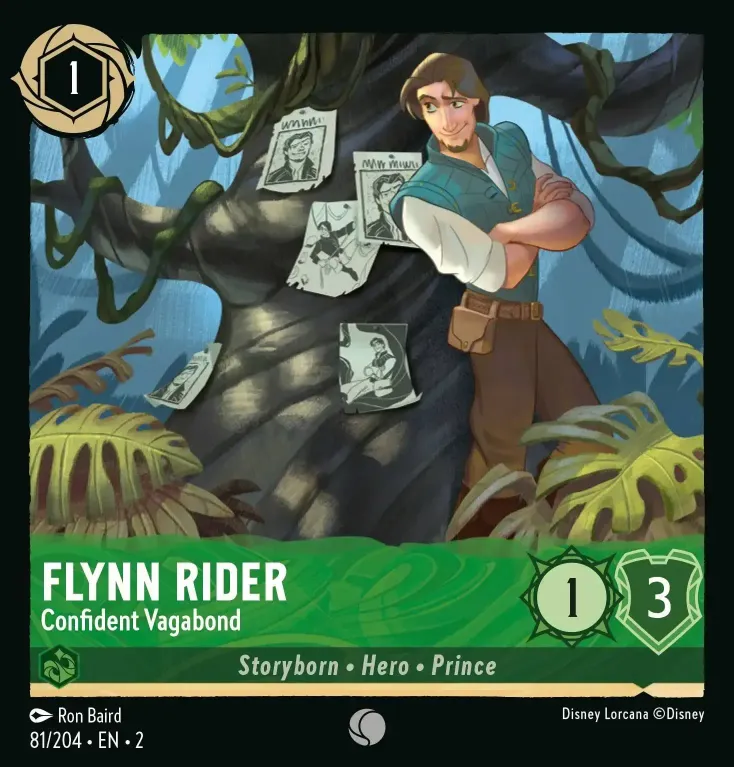 1
FLYNN RIDER
Confident Vagabond
1
3
Storyborn • Hero • Prince
Ron Baird
Disney Lorcana ©Disney
81/204 • EN • 2